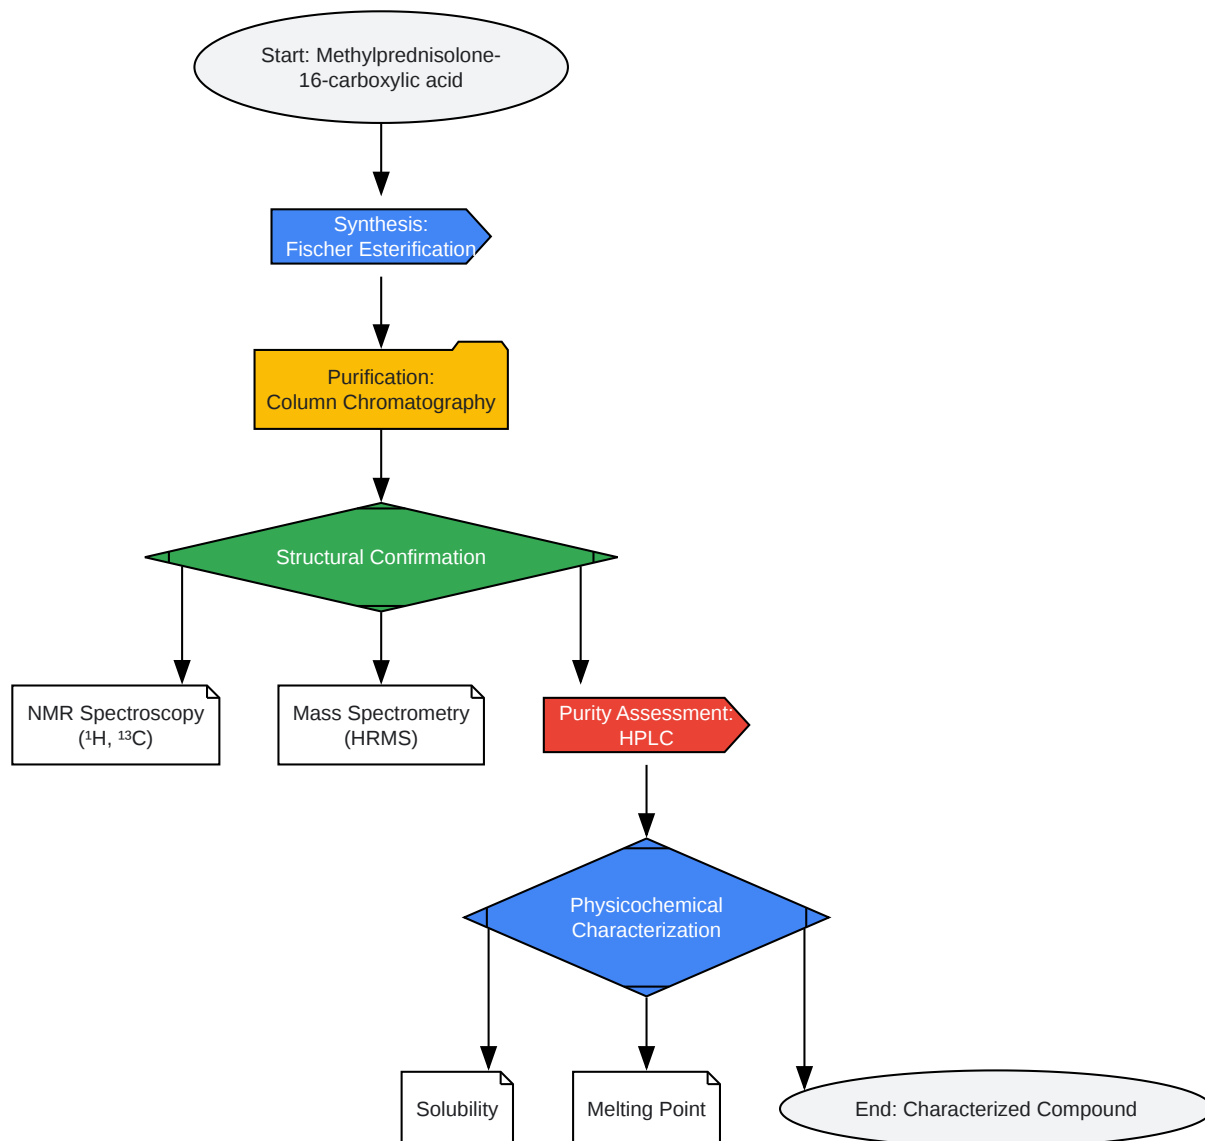 Start: Methylprednisolone-
16-carboxylic acid
Synthesis:
Fischer Esterification
Purification:
Column Chromatography
Structural Confirmation
NMR Spectroscopy
(¹H, ¹³C)
Mass Spectrometry
(HRMS)
Purity Assessment:
HPLC
Physicochemical
Characterization
Solubility
Melting Point
End: Characterized Compound